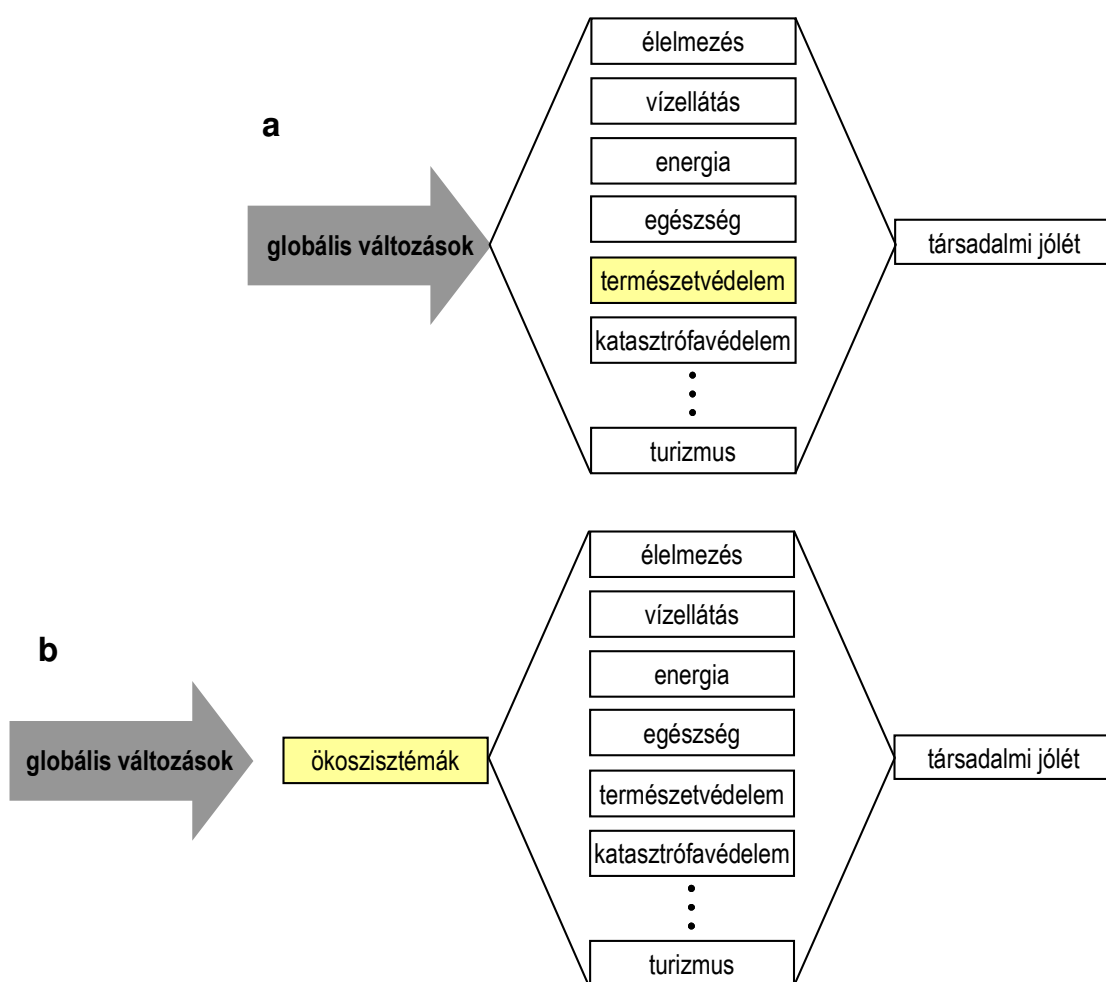 a
globális változások
élelmezés
vízellátás
energia
egészség
természetvédelem
katasztrófavédelem
turizmus
társadalmi jólét
b
globális változások
ökoszisztémák
élelmezés
vízellátás
energia
egészség
természetvédelem
katasztrófavédelem
turizmus
társadalmi jólét